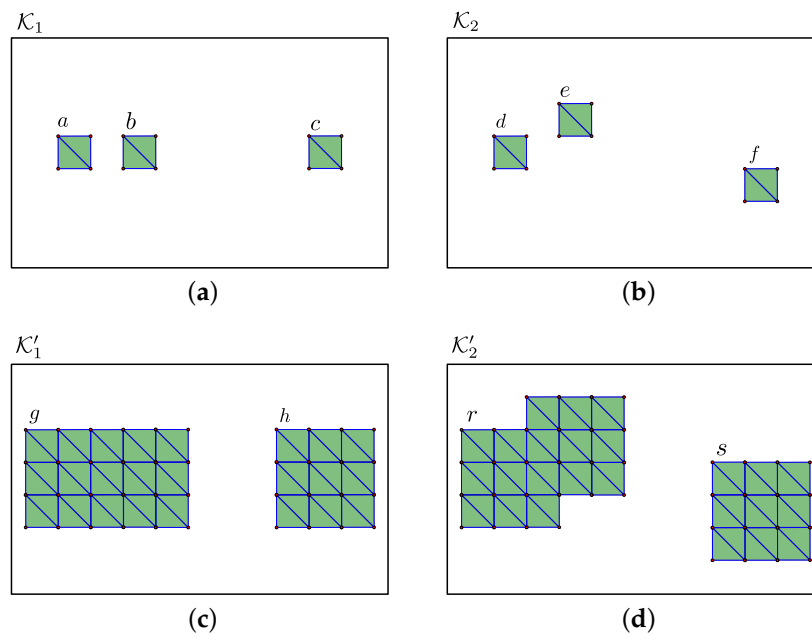 𝒦₁
𝒦₂
a b c
d e f
(a)
(b)
𝒦′₁
𝒦′₂
g h
r s
(c)
(d)